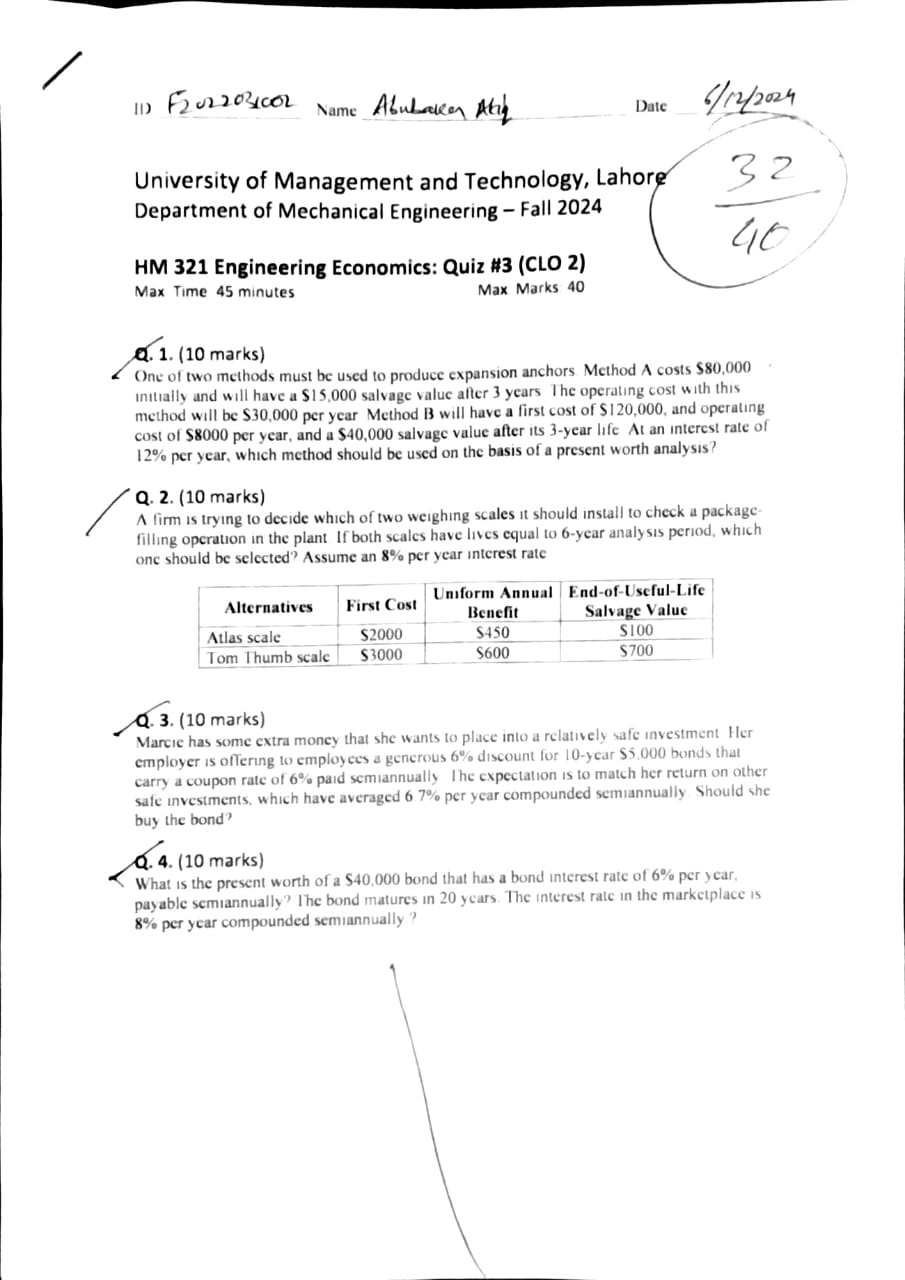 ID F2022031002 Name Abubaker Atiq Date 6/12/2024
32
40
University of Management and Technology, Lahore
Department of Mechanical Engineering – Fall 2024
HM 321 Engineering Economics: Quiz #3 (CLO 2)
Max Time 45 minutes Max Marks 40
Q. 1. (10 marks)
One of two methods must be used to produce expansion anchors Method A costs $80,000
initially and will have a $15,000 salvage value after 3 years The operating cost with this
method will be $30,000 per year Method B will have a first cost of $120,000, and operating
cost of $8000 per year, and a $40,000 salvage value after its 3-year life At an interest rate of
12% per year, which method should be used on the basis of a present worth analysis?
Q. 2. (10 marks)
A firm is trying to decide which of two weighing scales it should install to check a package-
filling operation in the plant If both scales have lives equal to 6-year analysis period, which
one should be selected? Assume an 8% per year interest rate
Alternatives First Cost Uniform Annual Benefit End-of-Useful-Life Salvage Value
Atlas scale $2000 $450 $100
Tom Thumb scale $3000 $600 $700
Q. 3. (10 marks)
Marcie has some extra money that she wants to place into a relatively safe investment Her
employer is offering to employees a generous 6% discount for 10-year $5,000 bonds that
carry a coupon rate of 6% paid semiannually The expectation is to match her return on other
safe investments, which have averaged 6 7% per year compounded semiannually. Should she
buy the bond?
Q. 4. (10 marks)
What is the present worth of a $40,000 bond that has a bond interest rate of 6% per year,
payable semiannually? The bond matures in 20 years. The interest rate in the marketplace is
8% per year compounded semiannually ?